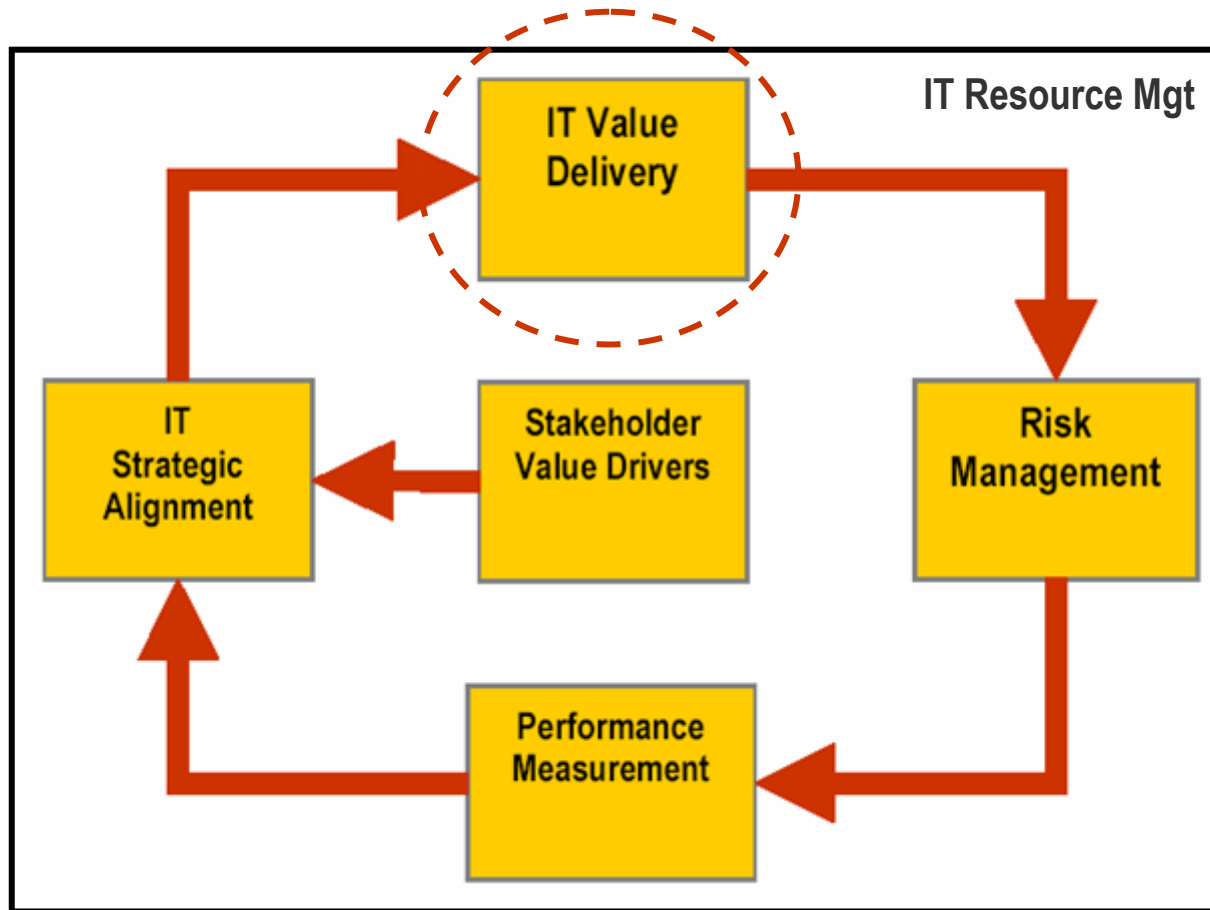 IT Resource Mgt
IT Value
Delivery
IT
Strategic
Alignment
Stakeholder
Value Drivers
Risk
Management
Performance
Measurement